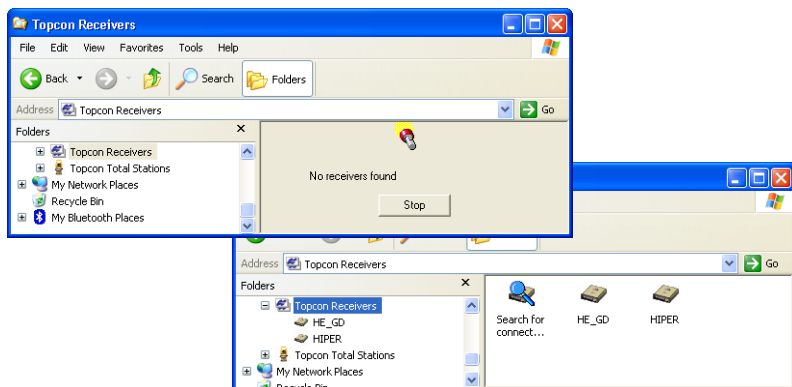 Topcon Receivers
File Edit View Favorites Tools Help
Back Search Folders
Address Topcon Receivers Go
Folders
Topcon Receivers
Topcon Total Stations
My Network Places
Recycle Bin
My Bluetooth Places
No receivers found
Stop
Address Topcon Receivers Go
Folders
Topcon Receivers
HE_GD
HIPER
Topcon Total Stations
My Network Places
Recycle Bin
Search for
connect...
HE_GD
HIPER